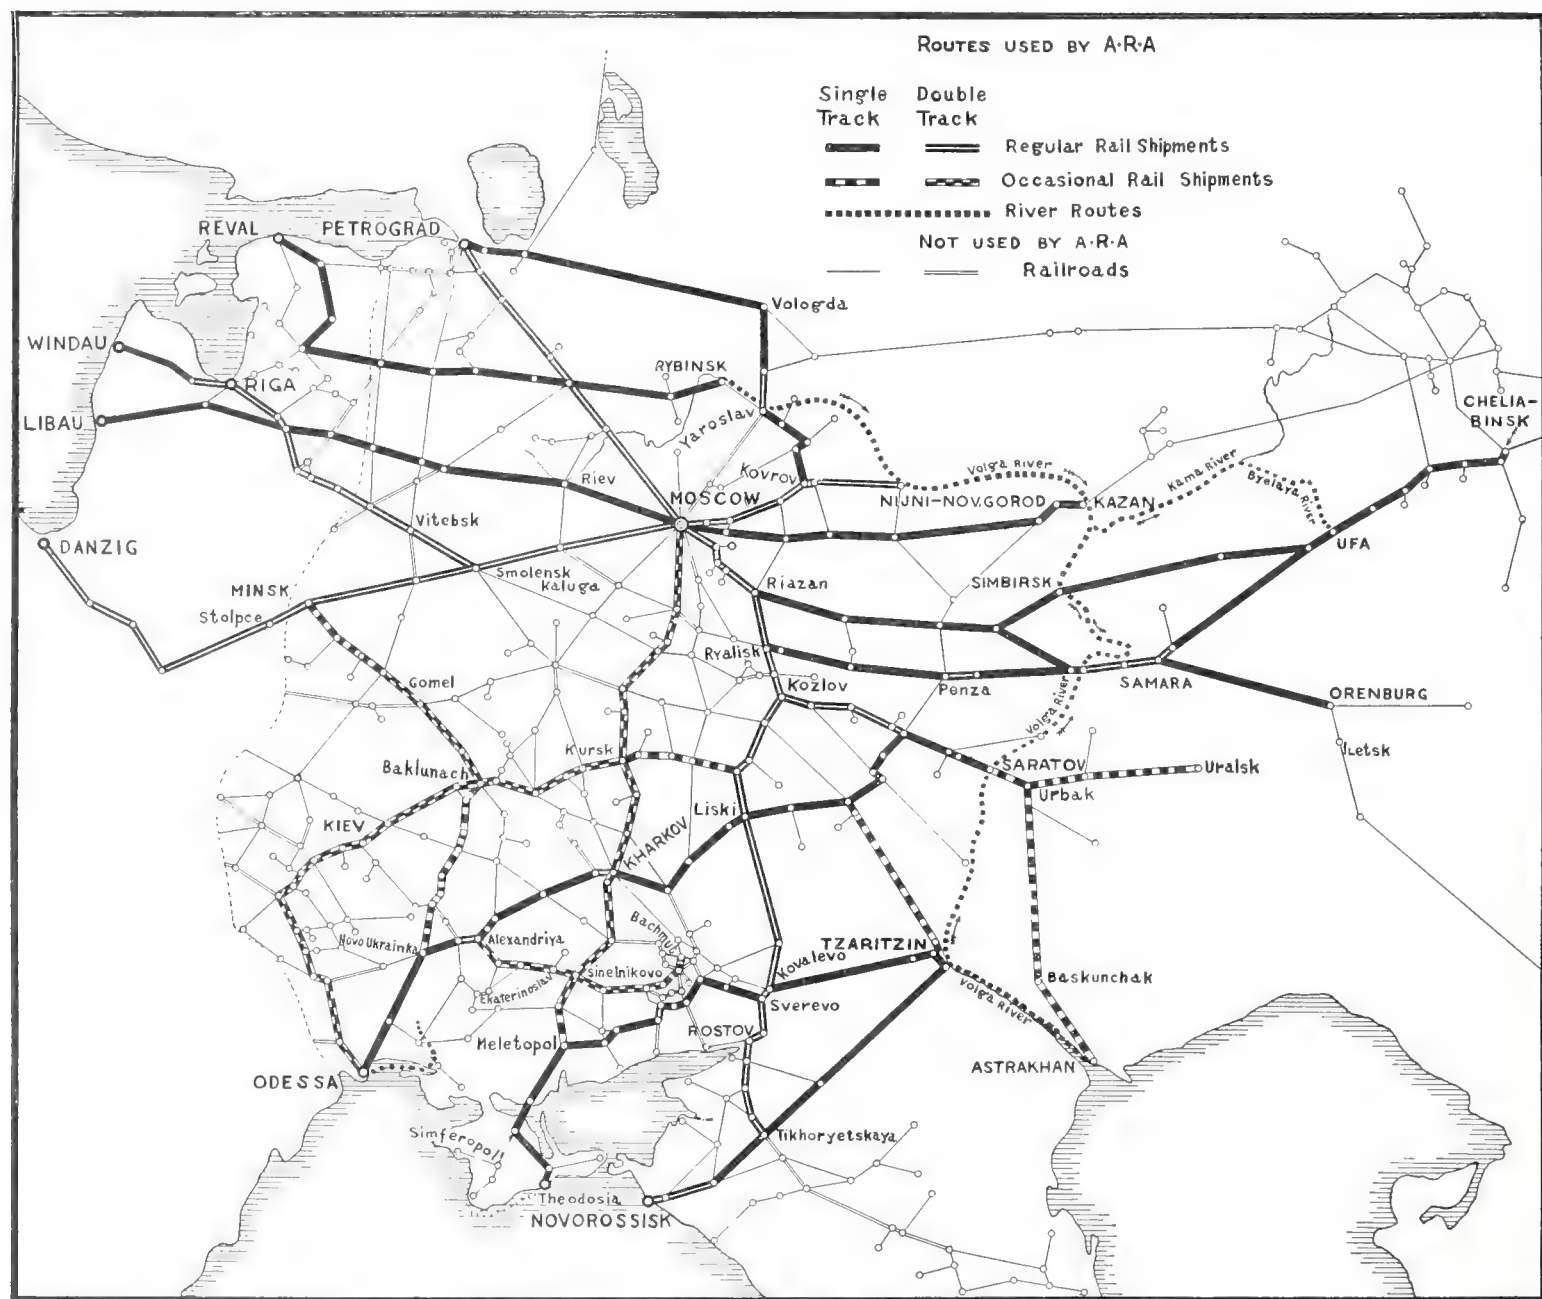 ROUTES USED BY A·R·A
Single Double
Track Track
Regular Rail Shipments
Occasional Rail Shipments
River Routes
NOT USED BY A·R·A
Railroads
REVAL
PETROGRAD
Vologda
WINDAU
RIGA
LIBAU
RYBINSK
Yaroslav
CHELIA-
BINSK
Kovrov
Volga River
Kama River
Byelaya River
Riev
MOSCOW
NIJNI-NOV.GOROD
KAZAN
Vitebsk
DANZIG
UFA
Smolensk
Kaluga
Riazan
SIMBIRSK
MINSK
Stolpce
Ryalisk
Gomel
Kozlov
Penza
SAMARA
ORENBURG
Volga River
Iletsk
Kursk
Baklunach
SARATOV
Uralsk
Urbak
Liski
KIEV
KHARKOV
Bachmut
Novo Ukrainka
Alexandriya
TZARITZIN
Kovalevo
Sinelnikovo
Ekaterinoslav
Baskunchak
Volga River
Sverevo
ROSTOV
Meletopol
ASTRAKHAN
ODESSA
Simferopol
Tikhoryetskaya
Theodosia
NOVOROSSISK